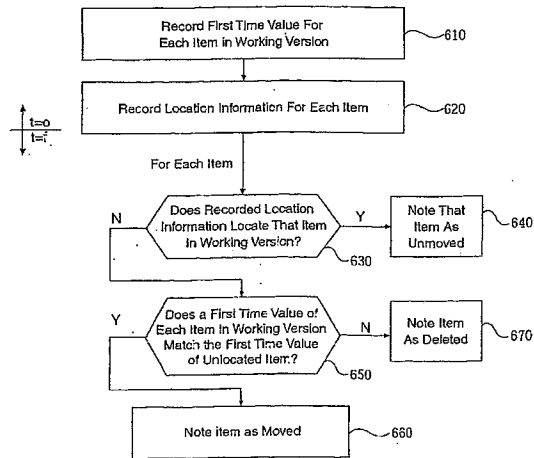 Record First Time Value For
Each Item in Working Version
610
Record Location Information For Each Item
620
t=0
t=i
For Each Item
N
Does Recorded Location
Information Locate That Item
In Working Version?
Y
630
Note That
Item As
Unmoved
640
Y
Does a First Time Value of
Each Item In Working Version
Match the First Time Value
of Unlocated Item?
N
650
Note Item
As Deleted
670
Note item as Moved
660